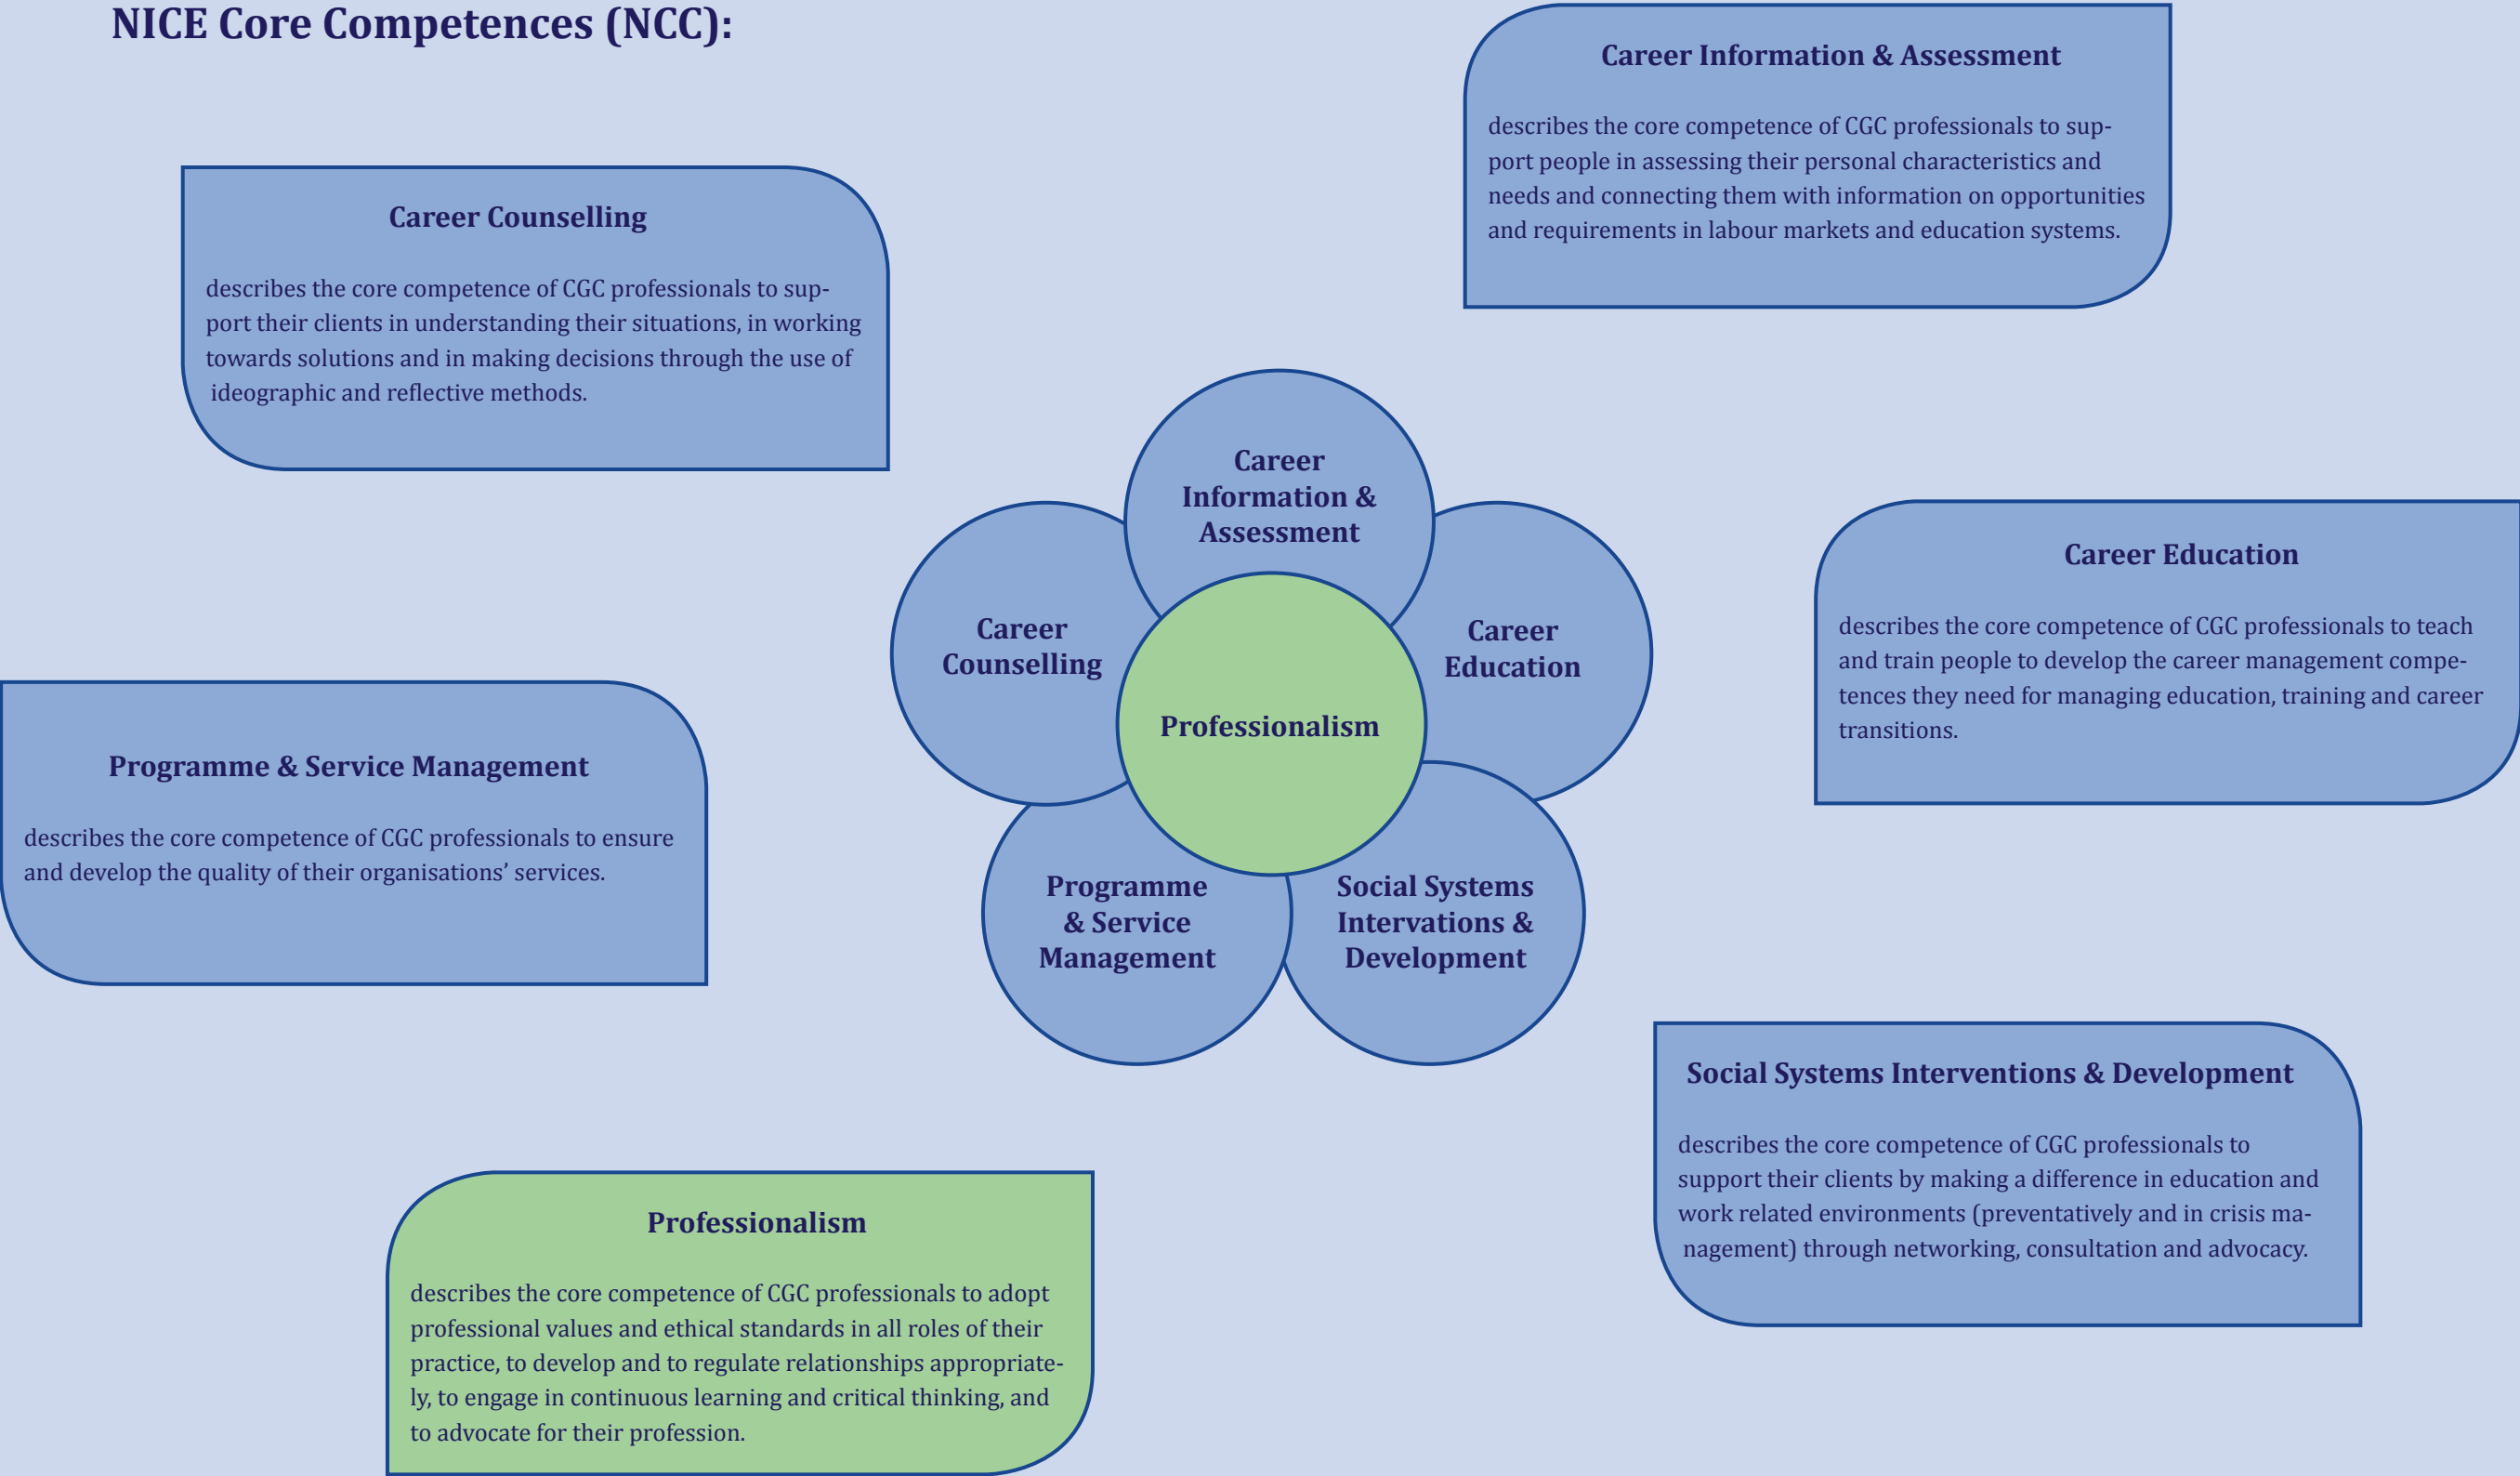 NICE Core Competences (NCC):
Career Information & Assessment
describes the core competence of CGC professionals to sup-
port people in assessing their personal characteristics and
needs and connecting them with information on opportunities
and requirements in labour markets and education systems.
Career Counselling
describes the core competence of CGC professionals to sup-
port their clients in understanding their situations, in working
towards solutions and in making decisions through the use of
ideographic and reflective methods.
Career
Information &
Assessment
Career
Counselling
Career
Education
Professionalism
Programme
& Service
Management
Social Systems
Intervations &
Development
Career Education
describes the core competence of CGC professionals to teach
and train people to develop the career management compe-
tences they need for managing education, training and career
transitions.
Programme & Service Management
describes the core competence of CGC professionals to ensure
and develop the quality of their organisations’ services.
Social Systems Interventions & Development
describes the core competence of CGC professionals to
support their clients by making a difference in education and
work related environments (preventatively and in crisis ma-
nagement) through networking, consultation and advocacy.
Professionalism
describes the core competence of CGC professionals to adopt
professional values and ethical standards in all roles of their
practice, to develop and to regulate relationships appropriate-
ly, to engage in continuous learning and critical thinking, and
to advocate for their profession.